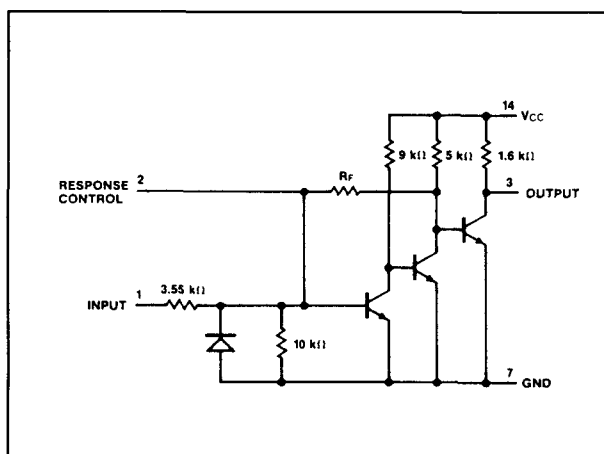 14
VCC
9 kΩ
5 kΩ
1.6 kΩ
RF
2
RESPONSE
CONTROL
3
OUTPUT
3.55 kΩ
1
INPUT
10 kΩ
7
GND